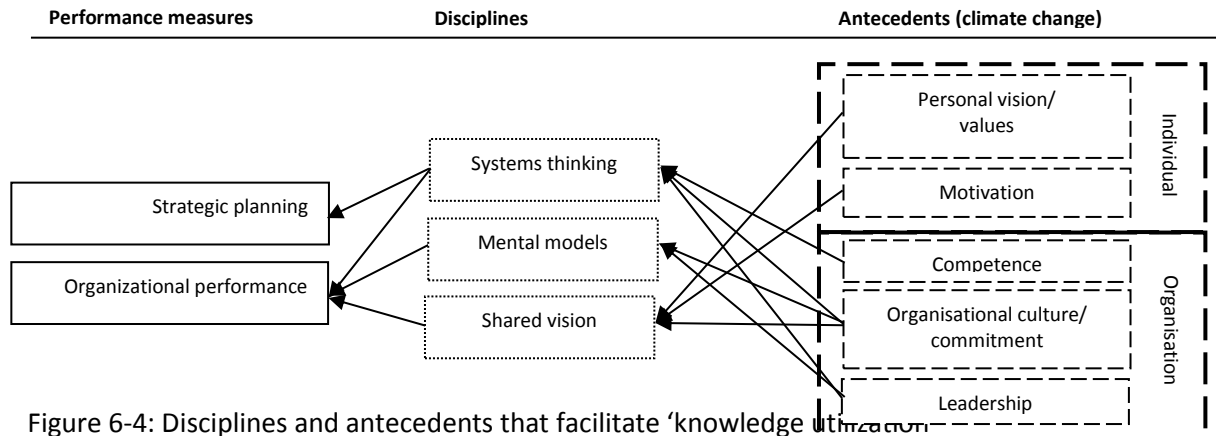 Performance measures Disciplines Antecedents (climate change)
Personal vision/
values
Individual
Systems thinking
Strategic planning
Motivation
Mental models
Competence
Organizational performance
Organisational culture/
commitment
Organisation
Shared vision
Leadership
Figure 6-4: Disciplines and antecedents that facilitate ‘knowledge utilization